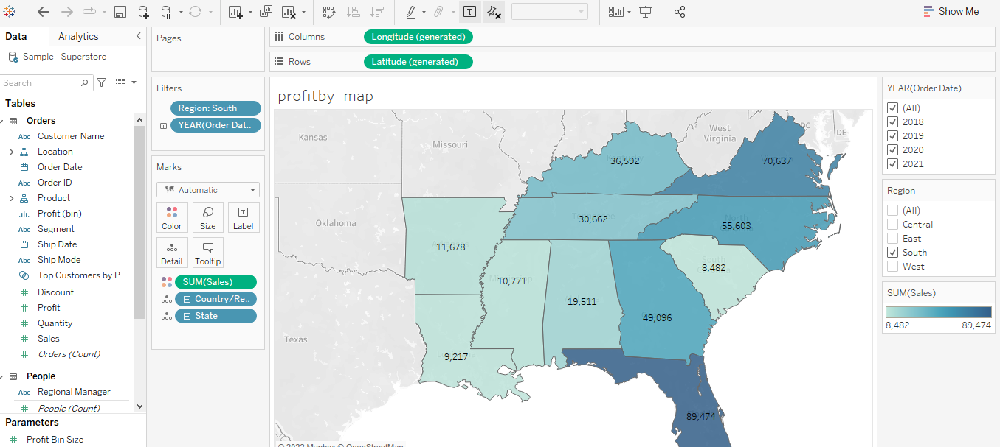 Show Me
Data
Analytics
Sample - Superstore
Search
Tables
Orders
Abc Customer Name
Location
Order Date
Abc Order ID
Product
Profit (bin)
Abc Segment
Ship Date
Abc Ship Mode
Top Customers by P...
Discount
Profit
Quantity
Sales
Orders (Count)
People
Abc Regional Manager
People (Count)
Parameters
Profit Bin Size
Pages
Filters
Region: South
YEAR(Order Dat..
Marks
Automatic
Color
Size
Label
Detail
Tooltip
SUM(Sales)
Country/Re..
State
Columns
Longitude (generated)
Rows
Latitude (generated)
profitby_map
Kansas
Missouri
West
Virginia
DC
DE
Oklahoma
Texas
36,592
70,637
30,662
North
55,603
11,678
South
8,482
10,771
19,511
49,096
9,217
89,474
© 2022 Mapbox © OpenStreetMap
YEAR(Order Date)
(All)
2018
2019
2020
2021
Region
(All)
Central
East
South
West
SUM(Sales)
8,482
89,474